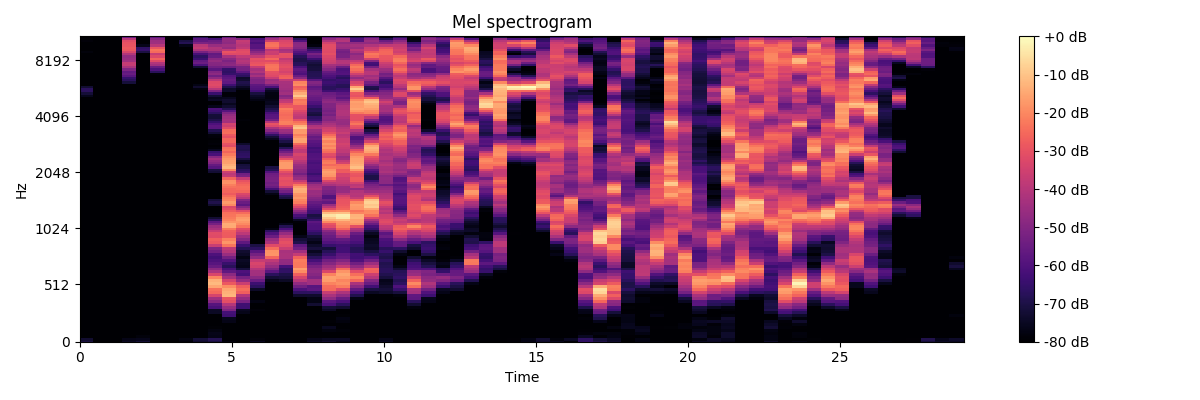 Mel spectrogram
Hz
8192
4096
2048
1024
512
0
0 5 10 15 20 25
Time
+0 dB
-10 dB
-20 dB
-30 dB
-40 dB
-50 dB
-60 dB
-70 dB
-80 dB